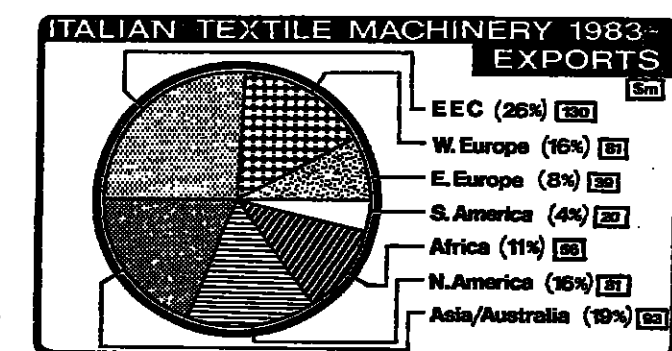 ITALIAN TEXTILE MACHINERY 1983-
EXPORTS
$m
EEC (26%) 130
W. Europe (16%) 81
E. Europe (8%) 39
S. America (4%) 20
Africa (11%) 56
N. America (16%) 81
Asia/Australia (19%) 93